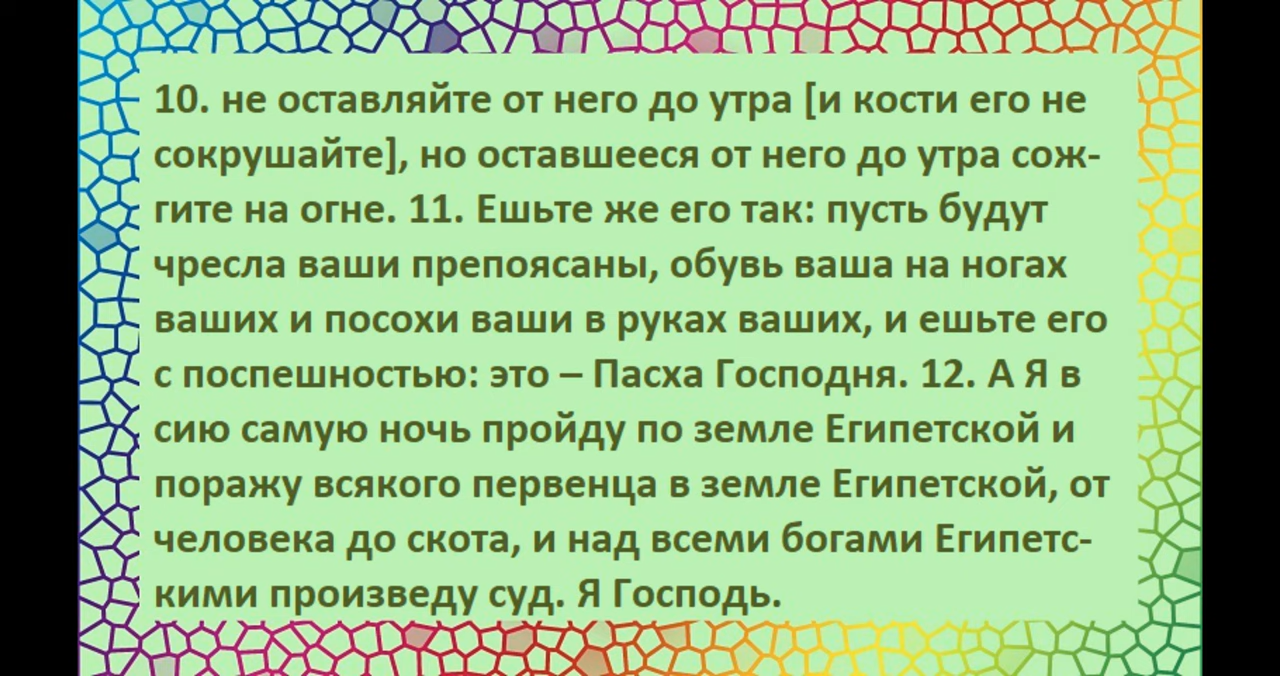 10. не оставляйте от него до утра [и кости его не
сокрушайте], но оставшееся от него до утра сож-
гите на огне. 11. Ешьте же его так: пусть будут
чресла ваши препоясаны, обувь ваша на ногах
ваших и посохи ваши в руках ваших, и ешьте его
с поспешностью: это – Пасха Господня. 12. А Я в
сию самую ночь пройду по земле Египетской и
поражу всякого первенца в земле Египетской, от
человека до скота, и над всеми богами Египетс-
кими произведу суд. Я Господь.